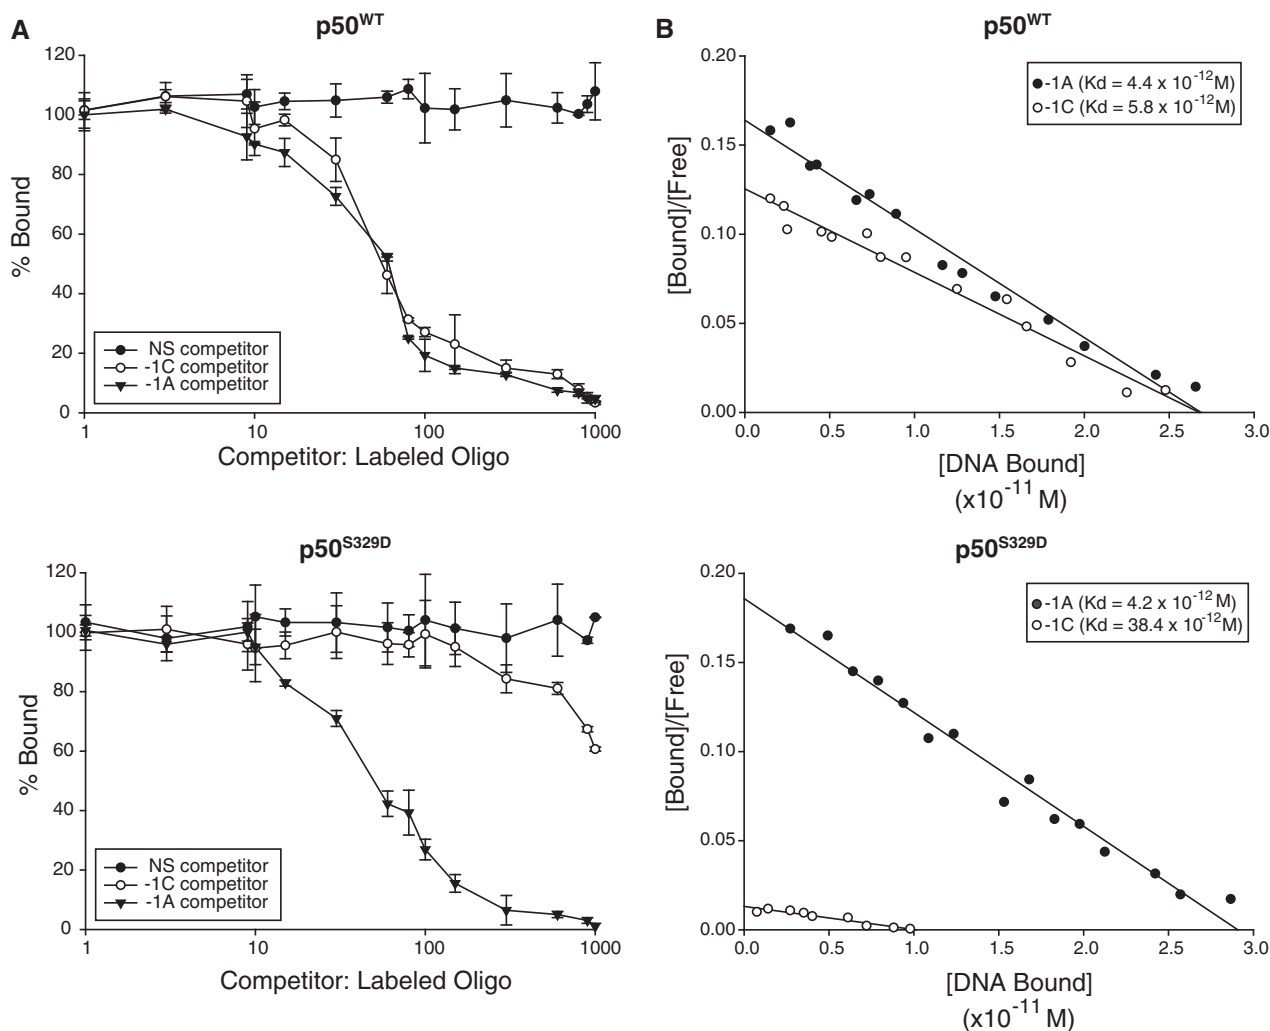 A
p50WT
120
100
80
60
40
20
0
% Bound
NS competitor
-1C competitor
-1A competitor
1
10
100
1000
Competitor: Labeled Oligo
B
p50WT
0.20
0.15
0.10
0.05
0.00
[Bound]/[Free]
-1A (Kd = 4.4 x 10-12M)
-1C (Kd = 5.8 x 10-12M)
0.0
0.5
1.0
1.5
2.0
2.5
3.0
[DNA Bound]
(x10-11 M)
p50S329D
120
100
80
60
40
20
0
% Bound
NS competitor
-1C competitor
-1A competitor
1
10
100
1000
Competitor: Labeled Oligo
p50S329D
0.20
0.15
0.10
0.05
0.00
[Bound]/[Free]
-1A (Kd = 4.2 x 10-12M)
-1C (Kd = 38.4 x 10-12M)
0.0
0.5
1.0
1.5
2.0
2.5
3.0
[DNA Bound]
(x10-11 M)